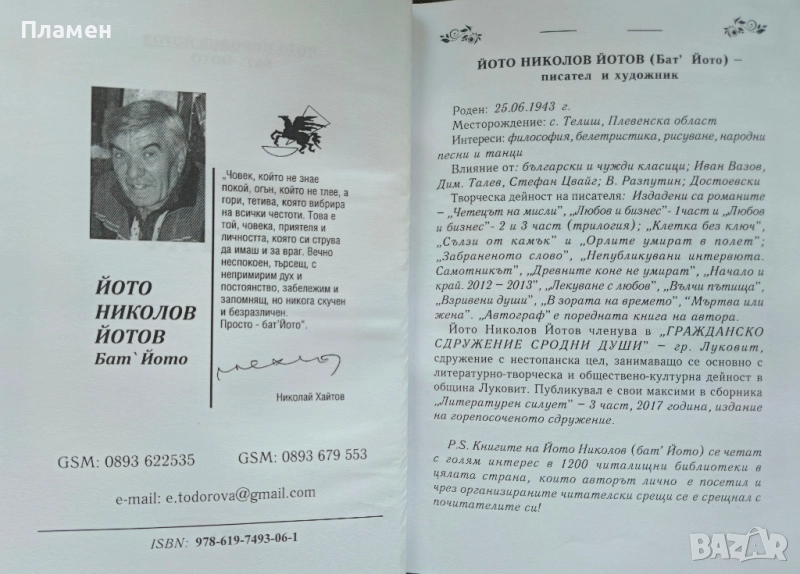 Пламен
„Човек, който не знае
покой, огън, който не тлее, а
гори, тетива, която вибрира
на всички честоти. Това е
той, човека, приятеля и
личността, която си струва
да имаш и за враг. Вечно
неспокоен, търсещ, с
непримирим дух и
постоянство, забележим и
запомнящ, но никога скучен
и безразличен.
Просто - бат'Йото".
Николай Хайтов
ЙОТО
НИКОЛОВ
ЙОТОВ
Бат` Йото
GSM: 0893 622535 GSM: 0893 679 553
e-mail: e.todorova@gmail.com
ISBN: 978-619-7493-06-1
ЙОТО НИКОЛОВ ЙОТОВ (Бат' Йото) –
писател и художник
Роден: 25.06.1943 г.
Месторождение: с. Телиш, Плевенска област
Интереси: философия, белетристика, рисуване, народни
песни и танци
Влияние от: български и чужди класици; Иван Вазов,
Дим. Талев, Стефан Цвайг; В. Разпутин; Достоевски
Творческа дейност на писателя: Издадени са романите
– „Четецът на мисли", „Любов и бизнес"- 1част и „Любов
и бизнес"- 2 и 3 част (трилогия); „Клетка без ключ",
„Сълзи от камък" и „Орлите умират в полет";
„Забраненото слово", „Непубликувани интервюта.
Самотникът", „Древните коне не умират", „Начало и
край. 2012 – 2013", „Лекуване с любов", „Вълчи пътища",
„Взривени души", „В зората на времето", "Мъртва или
жена". „Автограф" е поредната книга на автора.
Йото Николов Йотов членува в „ГРАЖДАНСКО
СДРУЖЕНИЕ СРОДНИ ДУШИ" – гр. Луковит,
сдружение с нестопанска цел, занимаващо се основно с
литературно-творческа и обществено-културна дейност в
община Луковит. Публикувал е свои максими в сборника
„Литературен силует" – 3 част, 2017 година, издание
на горепосоченото сдружение.
P.S. Книгите на Йото Николов (бат' Йото) се четат
с голям интерес в 1200 читалищни библиотеки в
цялата страна, които авторът лично е посетил и
чрез организираните читателски срещи се е срещнал с
почитателите си!
BAZAR